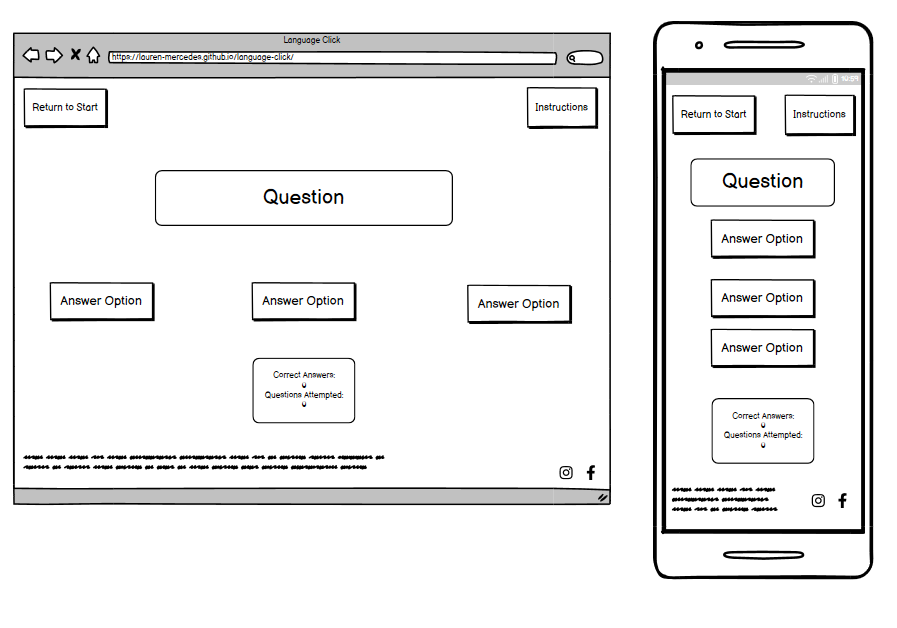 Language Click
https://lauren-mercedes.github.io/language-click/
Return to Start
Instructions
Question
Answer Option
Answer Option
Answer Option
Correct Answers:
0
Questions Attempted:
0
Return to Start
Instructions
Question
Answer Option
Answer Option
Answer Option
Correct Answers:
0
Questions Attempted:
0